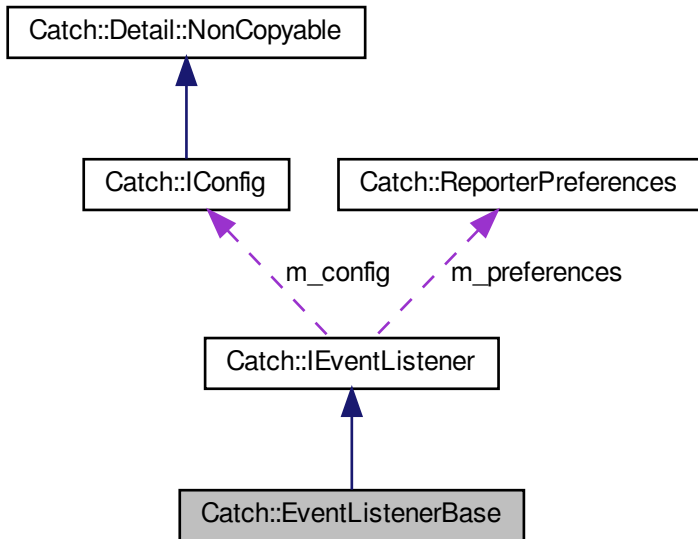 Catch::Detail::NonCopyable
Catch::IConfig
Catch::ReporterPreferences
m_config
m_preferences
Catch::IEventListener
Catch::EventListenerBase